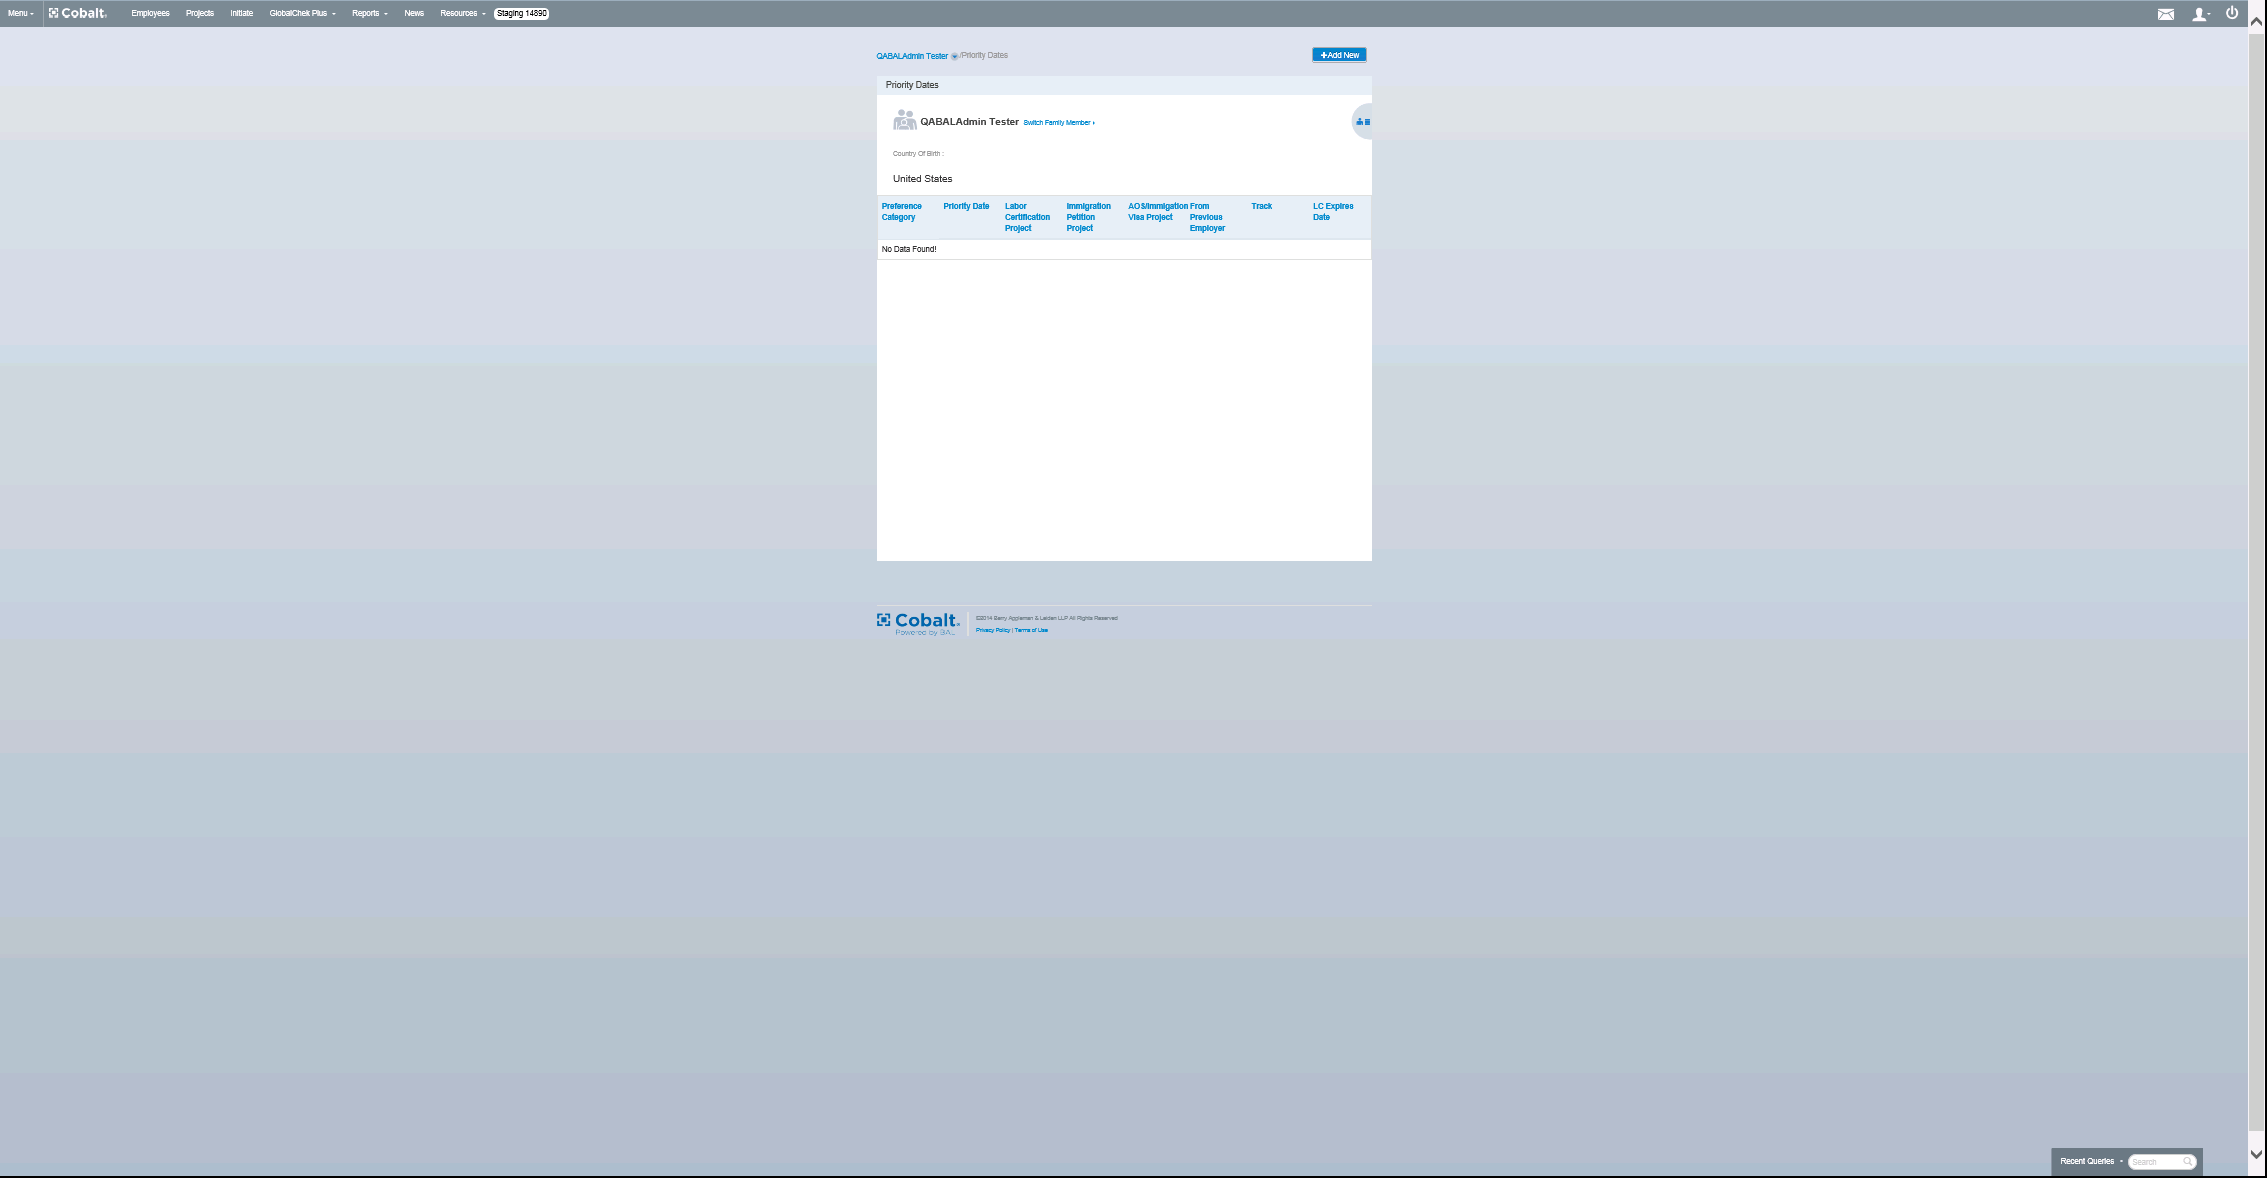 Menu Cobalt Employees Projects Initiate GlobalChek Plus Reports News Resources Staging 14890
QABALAdmin Tester /Priority Dates +Add New
Priority Dates
QABALAdmin Tester Switch Family Member
Country Of Birth :
United States
Preference Category Priority Date Labor Certification Project Immigration Petition Project AOS/Immigation Visa Project From Previous Employer Track LC Expires Date
No Data Found!
Cobalt
Powered by BAL
©2014 Barry Appleman & Leiden LLP All Rights Reserved
Privacy Policy | Terms of Use
Recent Queries Search